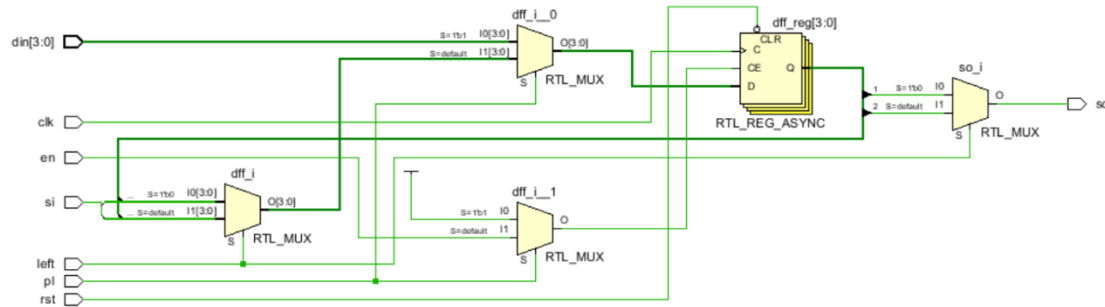 dff_i__0
dff_reg[3:0]
din[3:0]
S=1'b1 I0[3:0]
S=default I1[3:0]
O[3:0]
S
RTL_MUX
CLR
C
CE
Q
D
RTL_REG_ASYNC
so_i
1 S=1'b0 I0
2 S=default I1
O
S
RTL_MUX
clk
en
si
dff_i
... S=1'b0 I0[3:0]
... S=default I1[3:0]
O[3:0]
S
RTL_MUX
dff_i__1
S=1'b1 I0
S=default I1
O
S
RTL_MUX
left
pl
rst